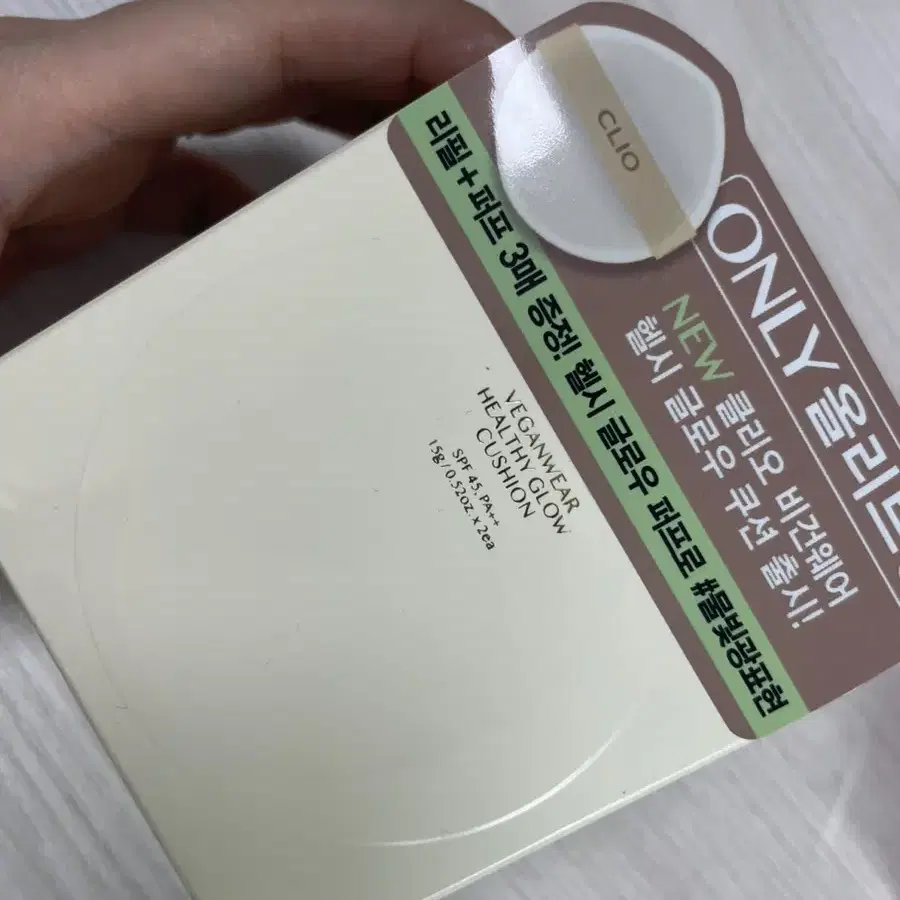 CLIO
ONLY 올리브
NEW 클리오 비건웨어
헬시 글로우 쿠션 출시!
리필 + 퍼프 3매 증정! 헬시 글로우 퍼프로 #물빛광표현
VEGANWEAR
HEALTHY GLOW
CUSHION
SPF 45, PA++
15g/0.52oz. x 2ea